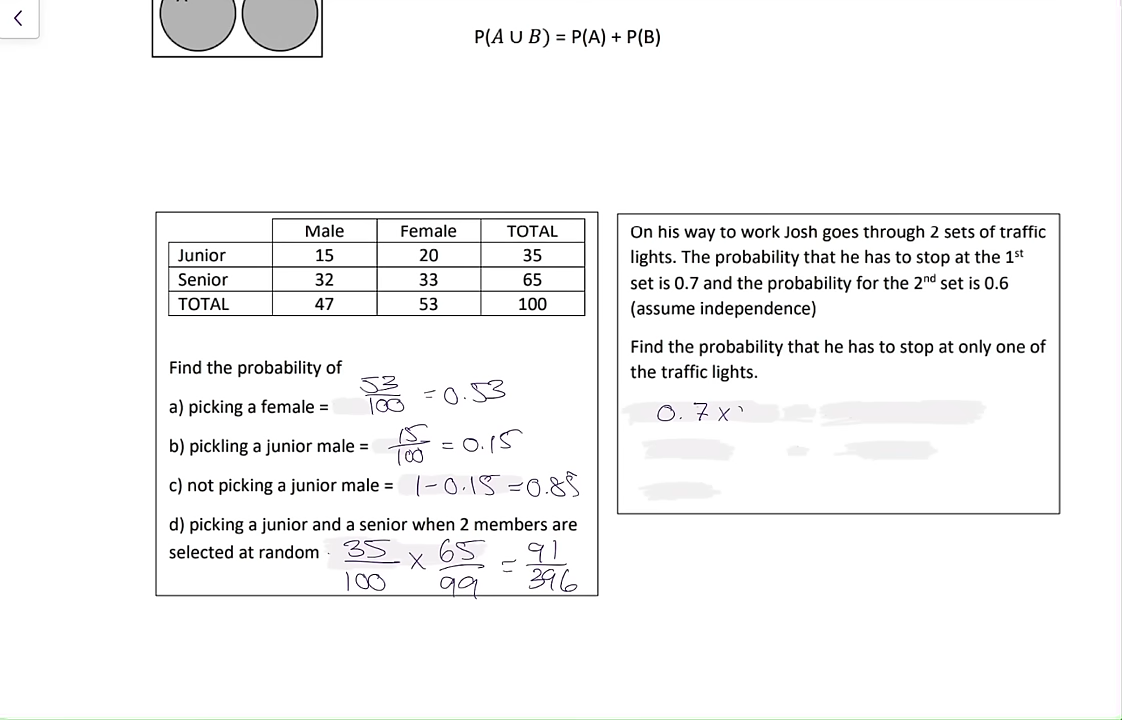 P(A ∪ B) = P(A) + P(B)
Male Female TOTAL
Junior 15 20 35
Senior 32 33 65
TOTAL 47 53 100
Find the probability of
a) picking a female = 53/100 = 0.53
b) pickling a junior male = 15/100 = 0.15
c) not picking a junior male = 1 - 0.15 = 0.85
d) picking a junior and a senior when 2 members are
selected at random 35/100 × 65/99 = 91/396
On his way to work Josh goes through 2 sets of traffic
lights. The probability that he has to stop at the 1st
set is 0.7 and the probability for the 2nd set is 0.6
(assume independence)
Find the probability that he has to stop at only one of
the traffic lights.
0.7 ×